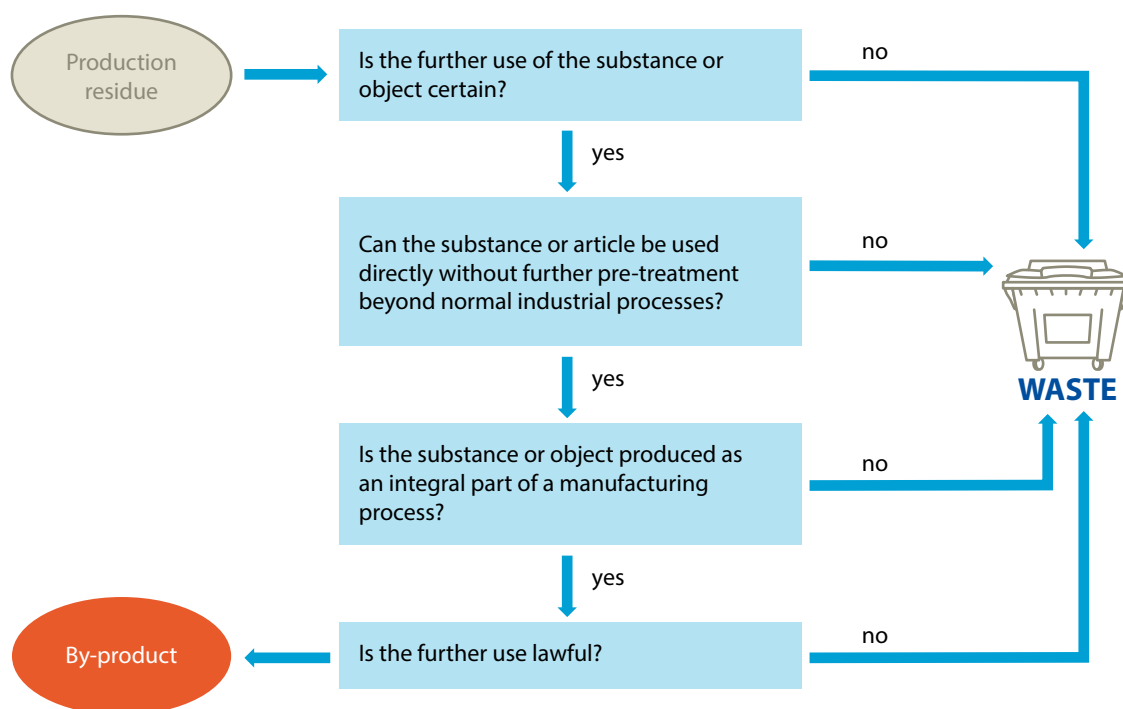 Production
residue
Is the further use of the substance or
object certain?
no
yes
Can the substance or article be used
directly without further pre-treatment
beyond normal industrial processes?
no
WASTE
yes
Is the substance or object produced as
an integral part of a manufacturing
process?
no
yes
By-product
Is the further use lawful?
no